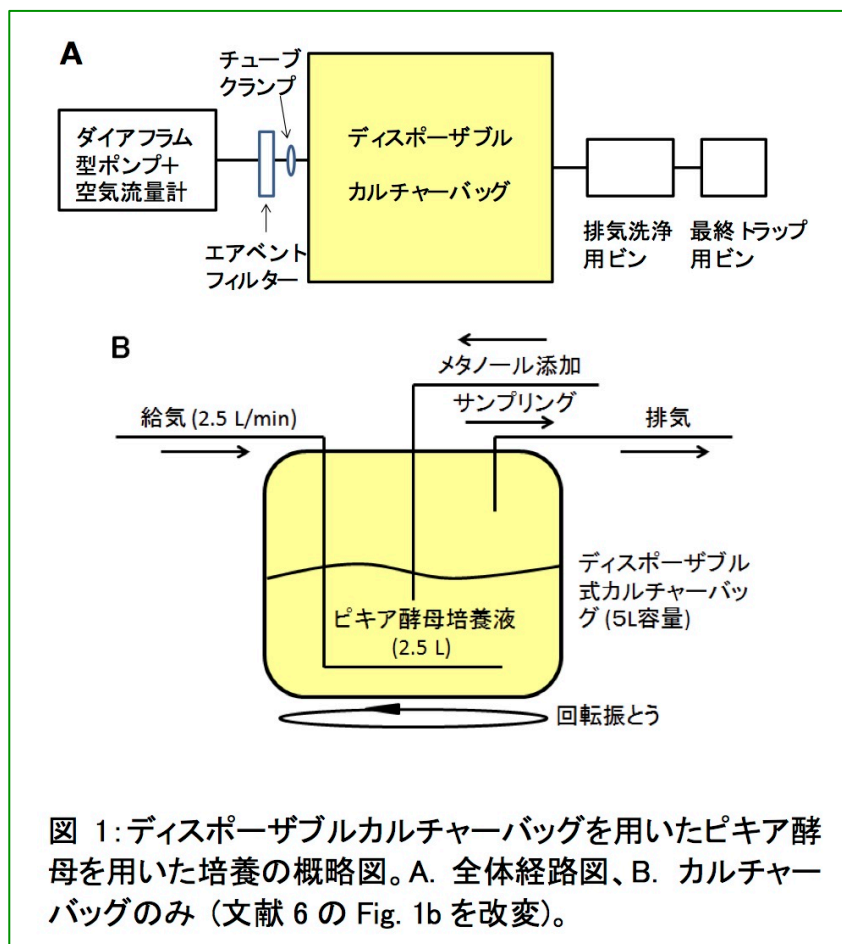 A
チューブ
クランプ
ダイアフラム
型ポンプ+
空気流量計
エアベント
フィルター
ディスポーザブル
カルチャーバッグ
排気洗浄
用ビン
最終トラップ
用ビン
B
メタノール添加
サンプリング
給気 (2.5 L/min)
排気
ピキア酵母培養液
(2.5 L)
ディスポーザブル
式カルチャーバッ
グ (5L容量)
回転振とう
図 1:ディスポーザブルカルチャーバッグを用いたピキア酵
母を用いた培養の概略図。A. 全体経路図、B. カルチャー
バッグのみ (文献 6 の Fig. 1b を改変)。